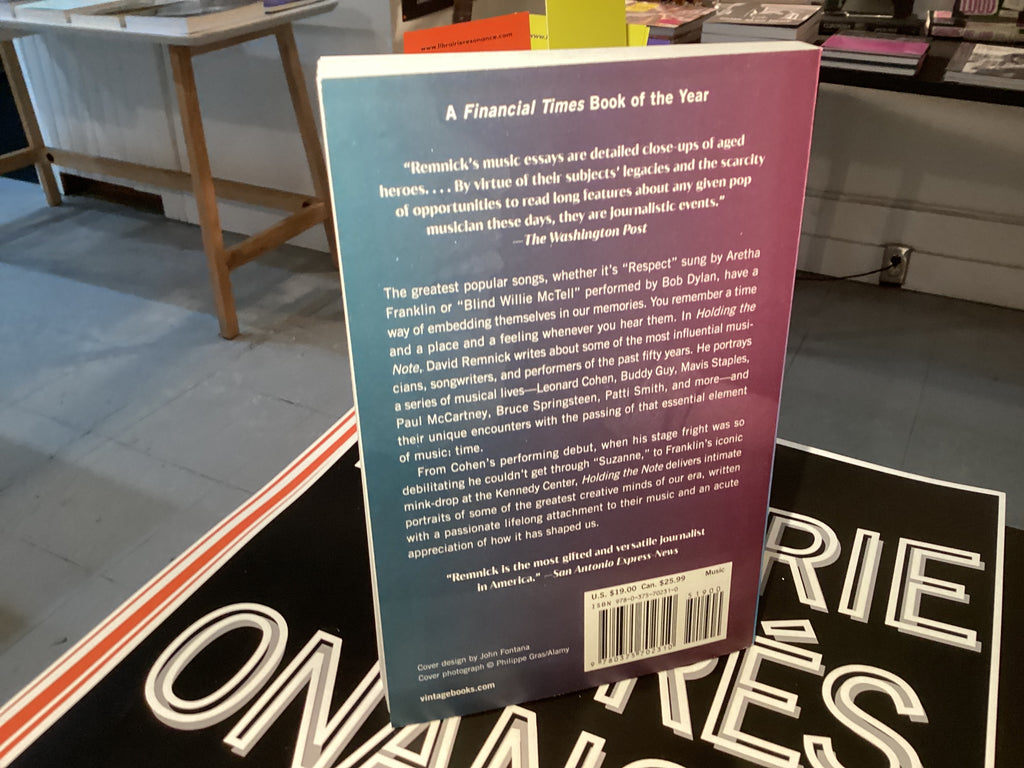 www.librairieresonance.com
www.
A Financial Times Book of the Year
“Remnick’s music essays are detailed close-ups of aged
heroes. . . . By virtue of their subjects’ legacies and the scarcity
of opportunities to read long features about any given pop
musician these days, they are journalistic events.”
—The Washington Post
The greatest popular songs, whether it’s “Respect” sung by Aretha
Franklin or “Blind Willie McTell” performed by Bob Dylan, have a
way of embedding themselves in our memories. You remember a time
and a place and a feeling whenever you hear them. In Holding the
Note, David Remnick writes about some of the most influential musi-
cians, songwriters, and performers of the past fifty years. He portrays
a series of musical lives—Leonard Cohen, Buddy Guy, Mavis Staples,
Paul McCartney, Bruce Springsteen, Patti Smith, and more—and
their unique encounters with the passing of that essential element
of music: time.
From Cohen’s performing debut, when his stage fright was so
debilitating he couldn’t get through “Suzanne,” to Franklin’s iconic
mink-drop at the Kennedy Center, Holding the Note delivers intimate
portraits of some of the greatest creative minds of our era, written
with a passionate lifelong attachment to their music and an acute
appreciation of how it has shaped us.
“Remnick is the most gifted and versatile journalist
in America.” —San Antonio Express News
U.S. $19.00 Can. $25.99 Music
ISBN 978-0-375-70231-0
51900
9 780375 702310
Cover design by John Fontana
Cover photograph © Philippe Gras/Alamy
vintagebooks.com
RIE
RÉS
ONAN